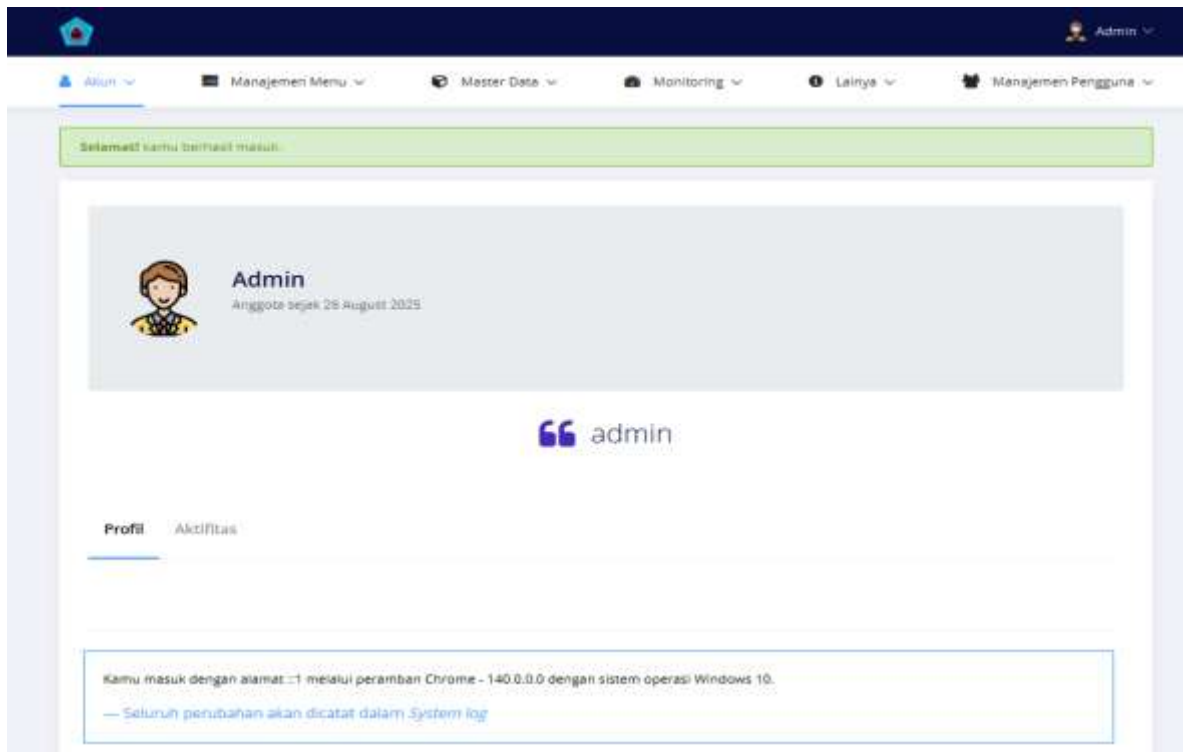 Admin
Akun Manajemen Menu Master Data Monitoring Lainya Manajemen Pengguna
Selamat! kamu berhasil masuk.
Admin
Anggota sejak 28 August 2025
admin
Profil Aktifitas
Kamu masuk dengan alamat ::1 melalui peramban Chrome - 140.0.0.0 dengan sistem operasi Windows 10.
— Seluruh perubahan akan dicatat dalam System log